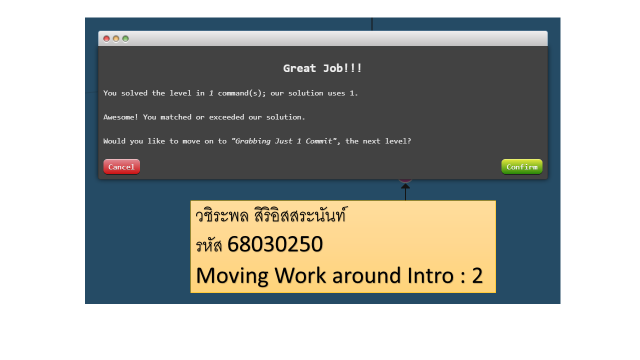 Great Job!!!
You solved the level in 1 command(s); our solution uses 1.
Awesome! You matched or exceeded our solution.
Would you like to move on to "Grabbing Just 1 Commit", the next level?
Cancel
Confirm
วชิระพล สิริอิสสระนันท์
รหัส 68030250
Moving Work around Intro : 2